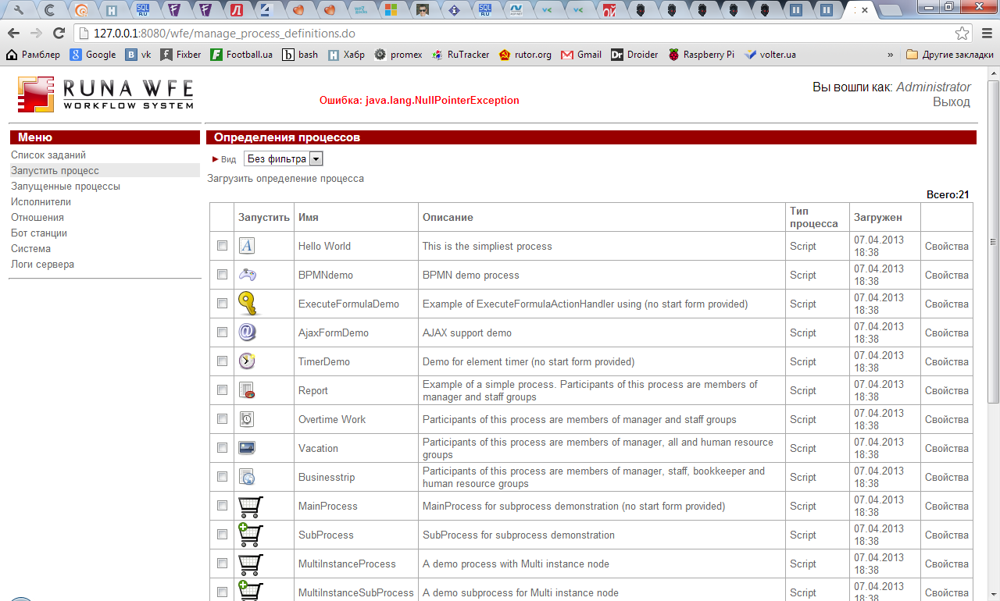 127.0.0.1:8080/wfe/manage_process_definitions.do
Рамблер Google vk Fixber Football.ua bash Хабр promex RuTracker rutor.org Gmail Droider Raspberry Pi volter.ua » Другие закладки
RUNA WFE
WORKFLOW SYSTEM
Ошибка: java.lang.NullPointerException
Вы вошли как: Administrator
Выход
Меню
Список заданий
Запустить процесс
Запущенные процессы
Исполнители
Отношения
Бот станции
Система
Логи сервера
Определения процессов
Вид Без фильтра
Загрузить определение процесса
Всего:21
Запустить Имя Описание Тип процесса Загружен
Hello World This is the simpliest process Script 07.04.2013 18:38 Свойства
BPMNdemo BPMN demo process Script 07.04.2013 18:38 Свойства
ExecuteFormulaDemo Example of ExecuteFormulaActionHandler using (no start form provided) Script 07.04.2013 18:38 Свойства
AjaxFormDemo AJAX support demo Script 07.04.2013 18:38 Свойства
TimerDemo Demo for element timer (no start form provided) Script 07.04.2013 18:38 Свойства
Report Example of a simple process. Participants of this process are members of manager and staff groups Script 07.04.2013 18:38 Свойства
Overtime Work Participants of this process are members of manager and staff groups Script 07.04.2013 18:38 Свойства
Vacation Participants of this process are members of manager, all and human resource groups Script 07.04.2013 18:38 Свойства
Businesstrip Participants of this process are members of manager, staff, bookkeeper and human resource groups Script 07.04.2013 18:38 Свойства
MainProcess MainProcess for subprocess demonstration (no start form provided) Script 07.04.2013 18:38 Свойства
SubProcess SubProcess for subprocess demonstration Script 07.04.2013 18:38 Свойства
MultiInstanceProcess A demo process with Multi instance node Script 07.04.2013 18:38 Свойства
MultiInstanceSubProcess A demo subprocess for Multi instance node Script 07.04.2013 18:38 Свойства